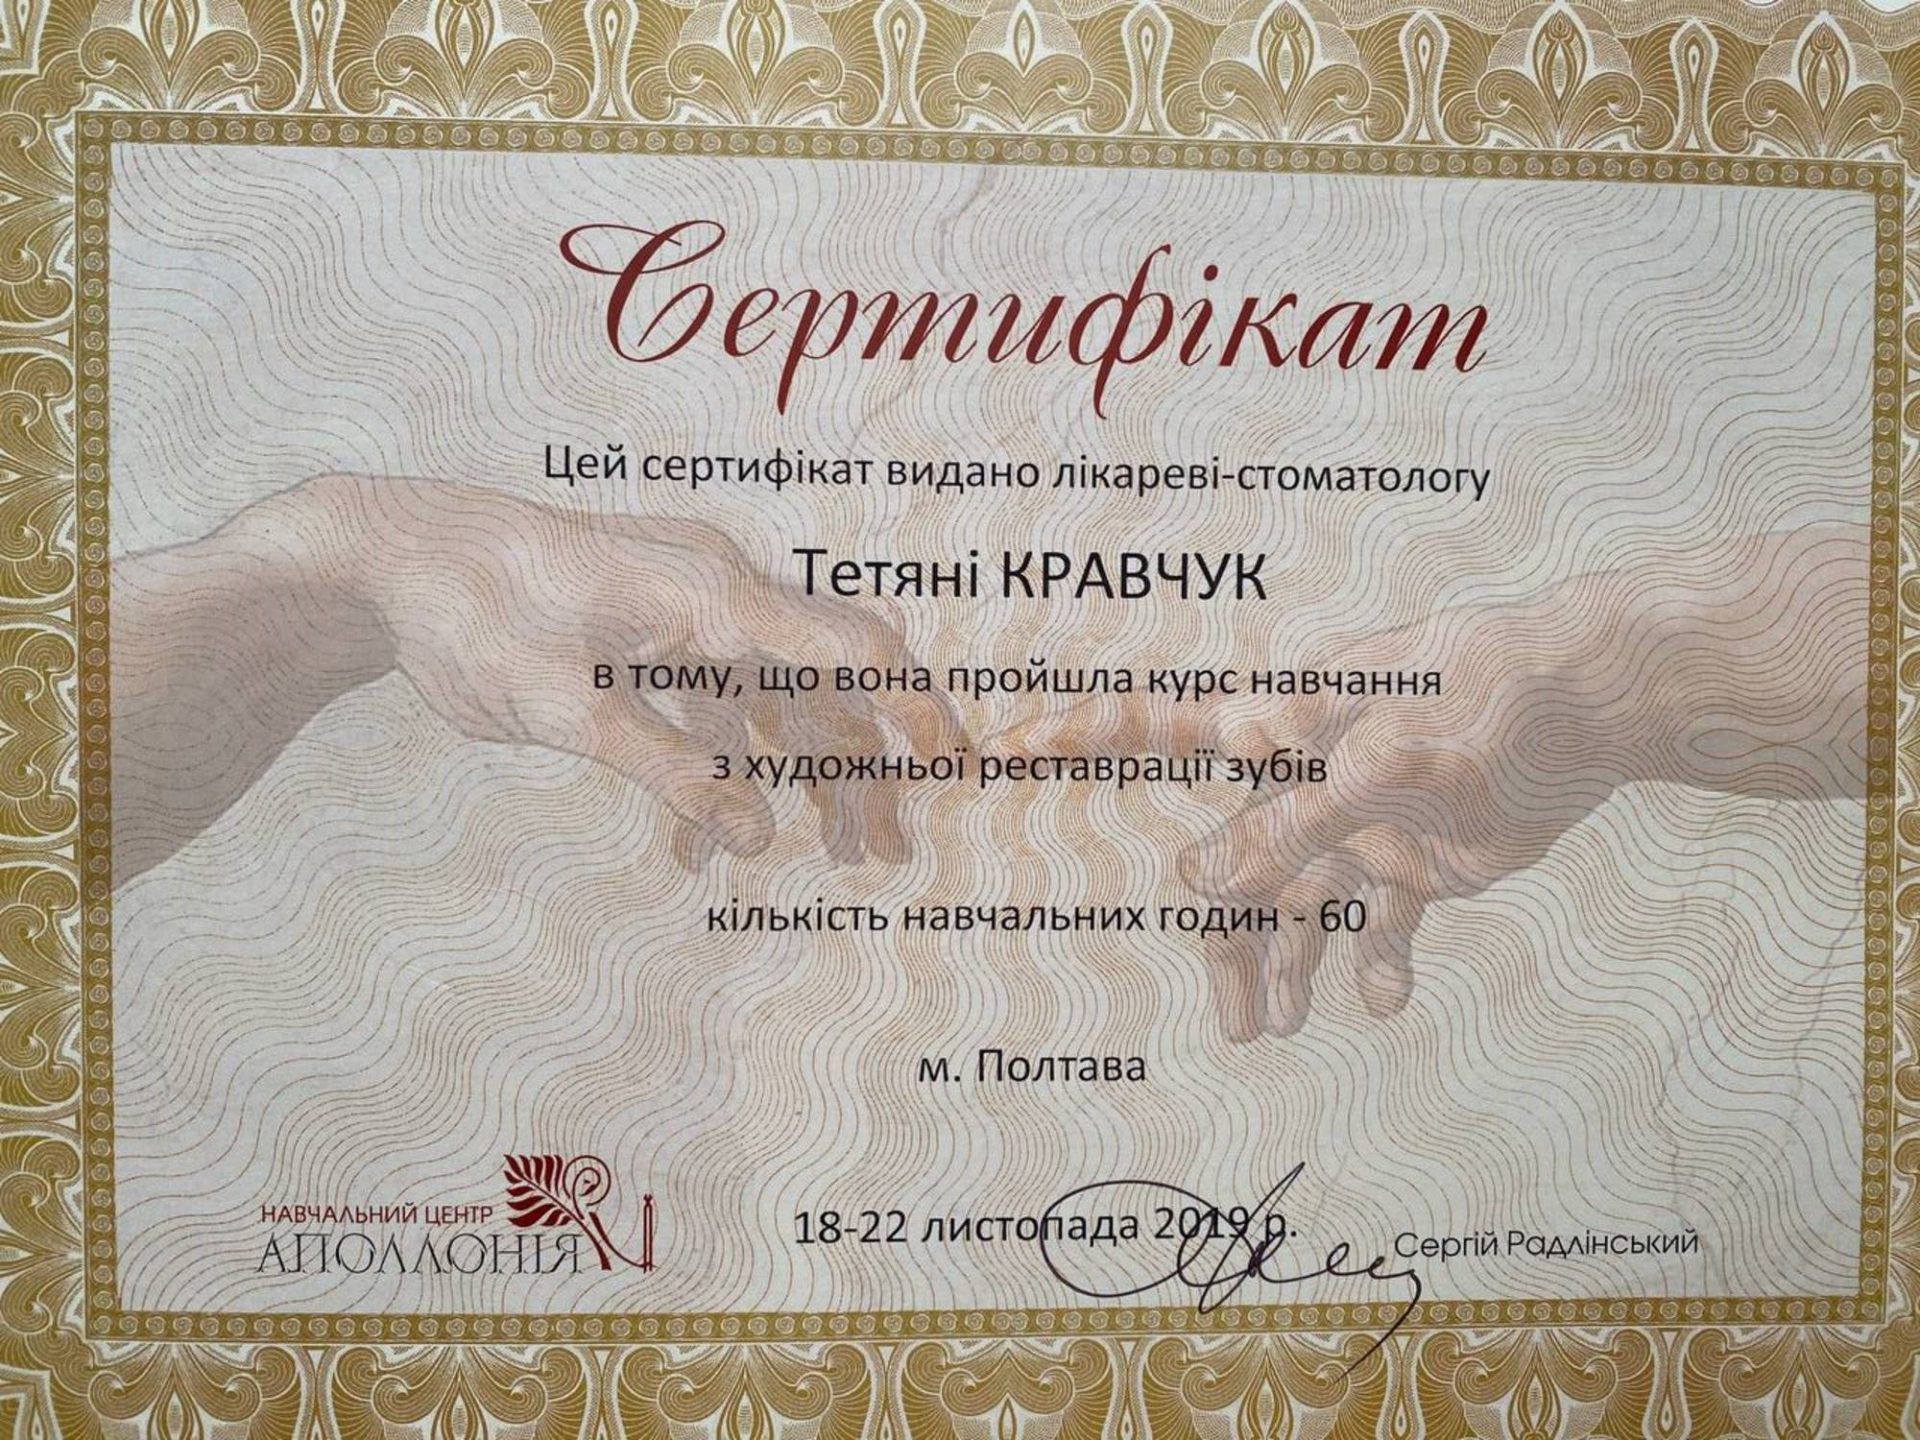 Сертифікат
Цей сертифікат видано лікареві-стоматологу
Тетяні КРАВЧУК
в тому, що вона пройшла курс навчання
з художньої реставрації зубів
кількість навчальних годин - 60
м. Полтава
НАВЧАЛЬНИЙ ЦЕНТР
АПОЛЛОНІЯ
18-22 листопада 2019 р.
Сергій Радлінський